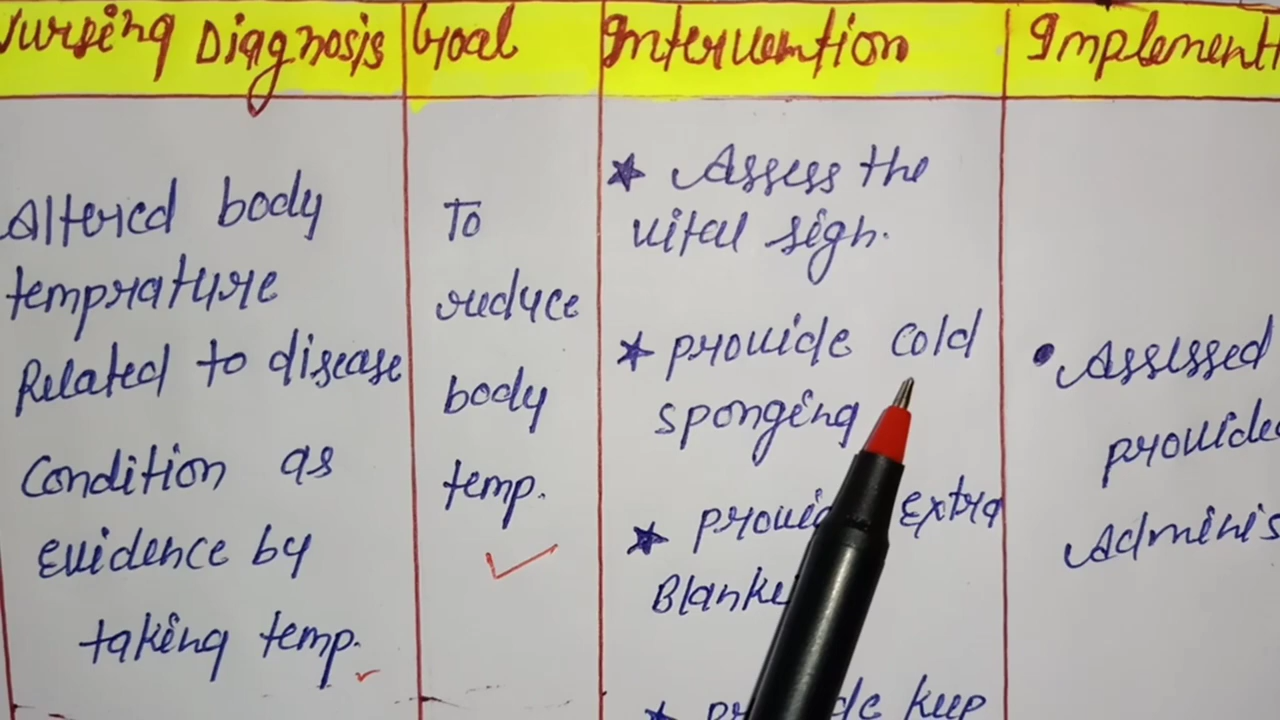 Nursing Diagnosis
Goal
Intervention
Implement
Altered body
temprature
Related to disease
Condition as
Evidence by
taking temp.
To
reduce
body
temp.
Assess the
vital sign.
provide cold
sponging
extra
keep
Assessed
provide
Adminis